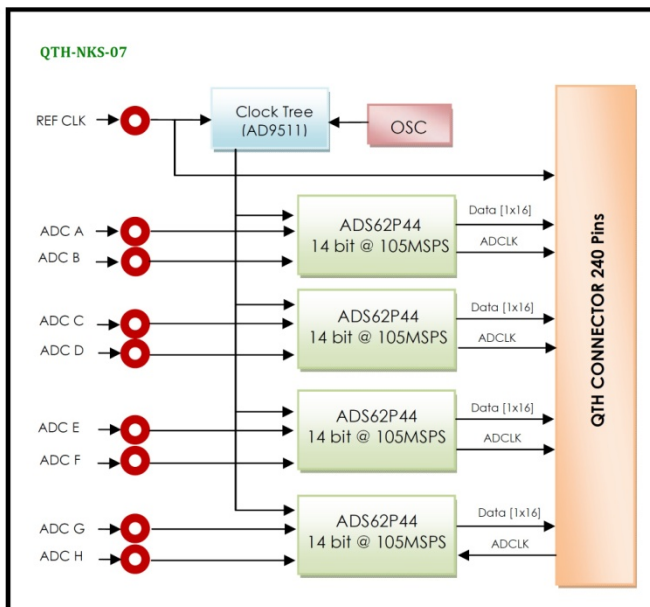 QTH-NKS-07
REF CLK
Clock Tree
(AD9511)
OSC
ADC A
ADC B
ADS62P44
14 bit @ 105MSPS
Data [1x16]
ADCLK
ADC C
ADC D
ADS62P44
14 bit @ 105MSPS
Data [1x16]
ADCLK
ADC E
ADC F
ADS62P44
14 bit @ 105MSPS
Data [1x16]
ADCLK
ADC G
ADC H
ADS62P44
14 bit @ 105MSPS
Data [1x16]
ADCLK
QTH CONNECTOR 240 Pins